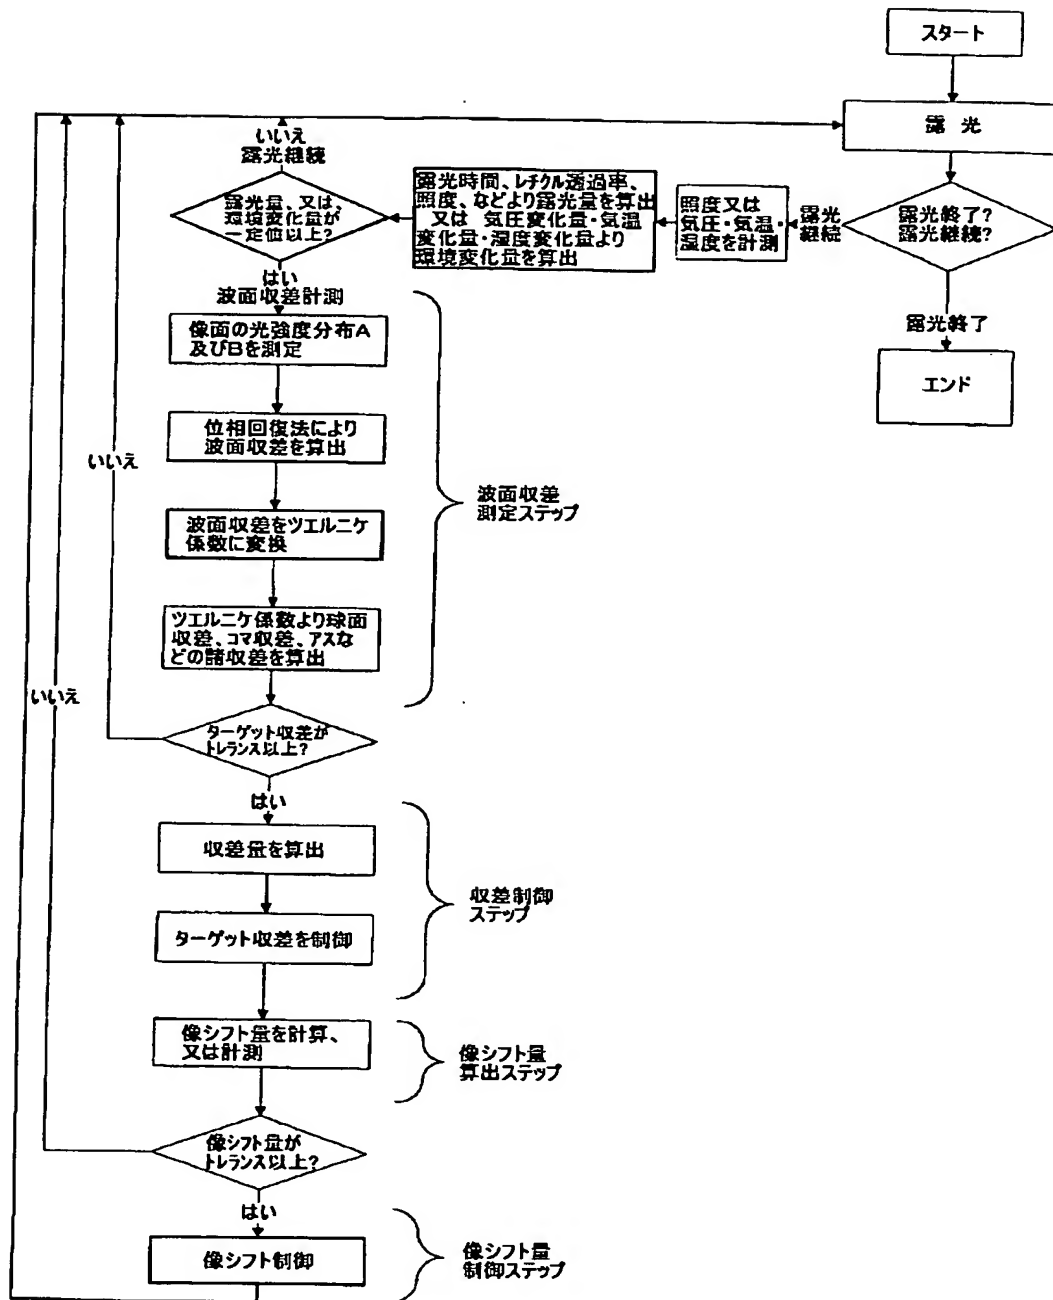 スタート
露 光
露光終了?
露光継続?
露光終了
エンド
露光
継続
照度又は
気圧・気温・
湿度を計測
露光時間、レチクル透過率、
照度、などより露光量を算出
又は 気圧変化量・気温
変化量・湿度変化量より
環境変化量を算出
露光量、又は、
環境変化量が
一定値以上?
いいえ
露光継続
はい
波面収差計測
像面の光強度分布A
及びBを測定
位相回復法により
波面収差を算出
波面収差をツエルニケ
係数に変換
ツエルニケ係数より球面
収差、コマ収差、アスな
どの諸収差を算出
波面収差
測定ステップ
ターゲット収差が
トレランス以上?
いいえ
はい
収差量を算出
ターゲット収差を制御
収差制御
ステップ
像シフト量を計算、
又は計測
像シフト量
算出ステップ
像シフト量が
トレランス以上?
いいえ
はい
像シフト制御
像シフト量
制御ステップ